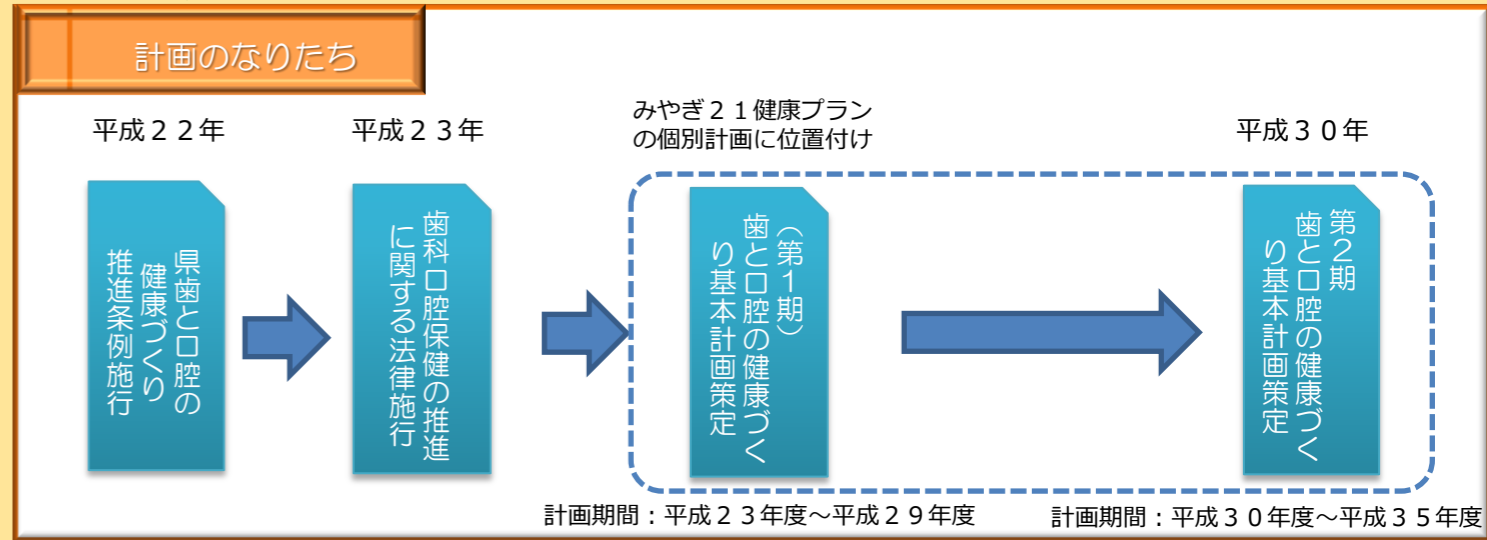 計画のなりたち
平成２２年
県歯と口腔の
健康づくり
推進条例施行
平成２３年
歯科口腔保健の推進
に関する法律施行
みやぎ２１健康プラン
の個別計画に位置付け
（第１期）
歯と口腔の健康づく
り基本計画策定
計画期間：平成２３年度～平成２９年度
平成３０年
第２期
歯と口腔の健康づく
り基本計画策定
計画期間：平成３０年度～平成３５年度